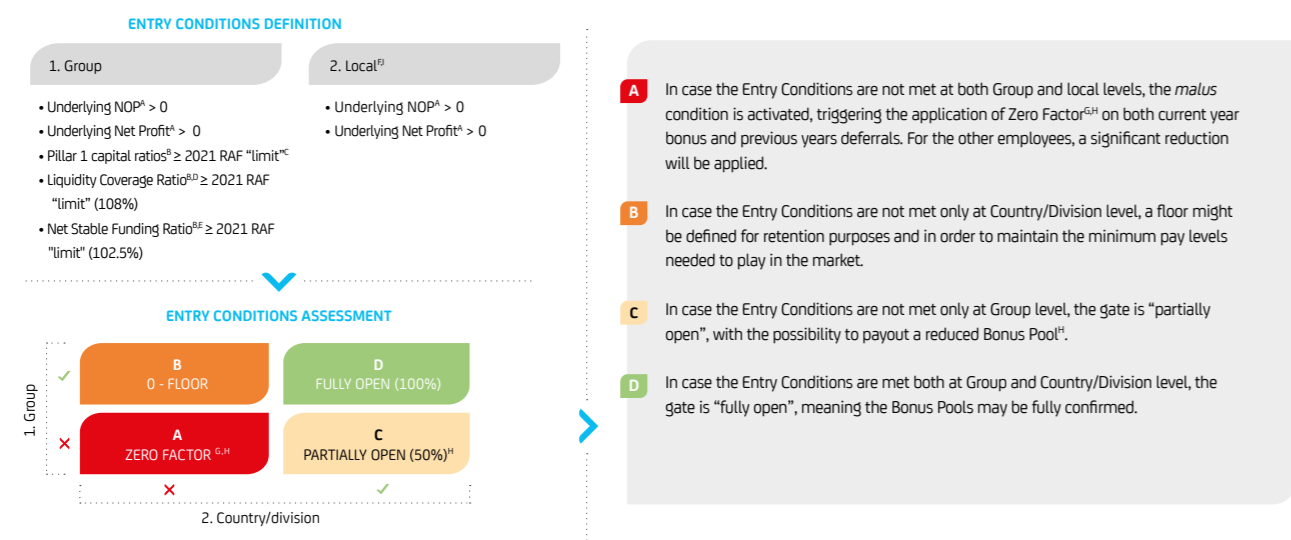 ENTRY CONDITIONS DEFINITION
1. Group
2. Local F,I
• Underlying NOP A > 0
• Underlying Net Profit A > 0
• Pillar 1 capital ratios B ≥ 2021 RAF “limit” C
• Liquidity Coverage Ratio B,D ≥ 2021 RAF
“limit” (108%)
• Net Stable Funding Ratio B,E ≥ 2021 RAF
"limit" (102.5%)
• Underlying NOP A > 0
• Underlying Net Profit A > 0
ENTRY CONDITIONS ASSESSMENT
1. Group
B
0 - FLOOR
D
FULLY OPEN (100%)
A
ZERO FACTOR G,H
C
PARTIALLY OPEN (50%) H
2. Country/division
A
In case the Entry Conditions are not met at both Group and local levels, the malus
condition is activated, triggering the application of Zero Factor G,H on both current year
bonus and previous years deferrals. For the other employees, a significant reduction
will be applied.
B
In case the Entry Conditions are not met only at Country/Division level, a floor might
be defined for retention purposes and in order to maintain the minimum pay levels
needed to play in the market.
C
In case the Entry Conditions are not met only at Group level, the gate is “partially
open”, with the possibility to payout a reduced Bonus Pool H.
D
In case the Entry Conditions are met both at Group and Country/Division level, the
gate is “fully open”, meaning the Bonus Pools may be fully confirmed.